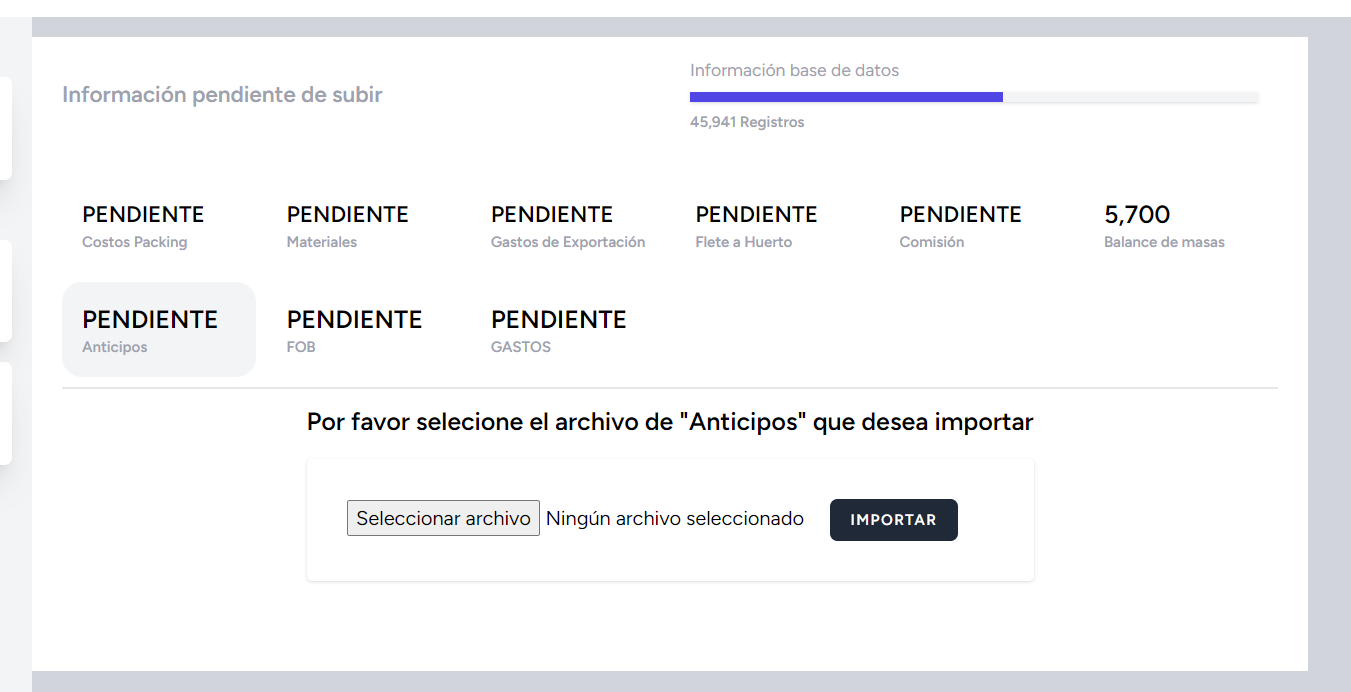 Información pendiente de subir
Información base de datos
45,941 Registros
PENDIENTE
Costos Packing
PENDIENTE
Materiales
PENDIENTE
Gastos de Exportación
PENDIENTE
Flete a Huerto
PENDIENTE
Comisión
5,700
Balance de masas
PENDIENTE
Anticipos
PENDIENTE
FOB
PENDIENTE
GASTOS
Por favor selecione el archivo de "Anticipos" que desea importar
Seleccionar archivo Ningún archivo seleccionado IMPORTAR